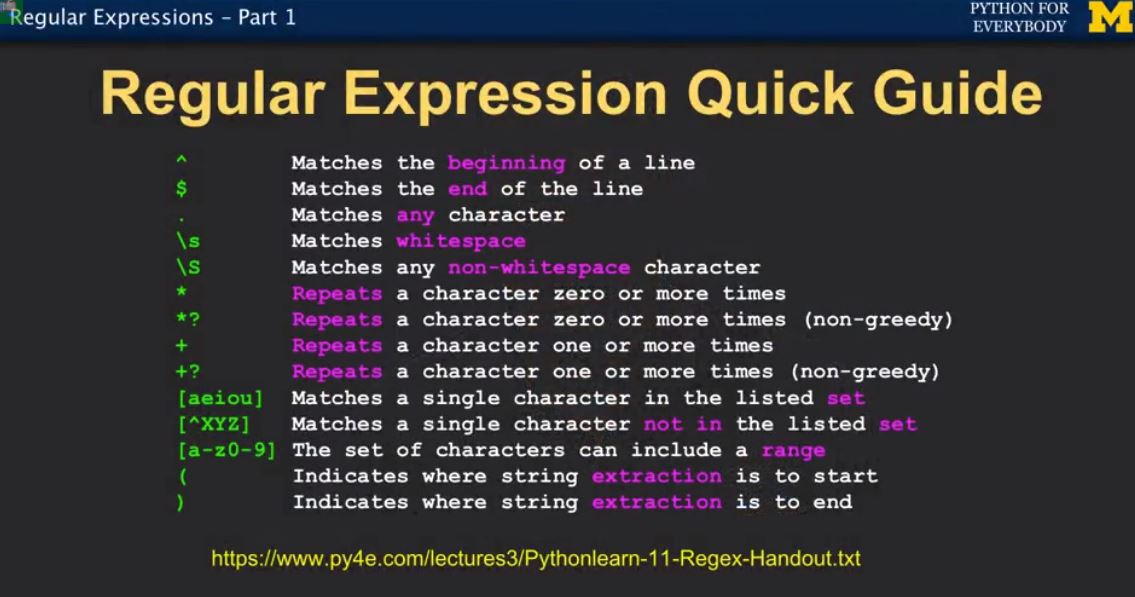 Regular Expressions – Part 1
PYTHON FOR
EVERYBODY
M
Regular Expression Quick Guide
^ Matches the beginning of a line
$ Matches the end of the line
. Matches any character
\s Matches whitespace
\S Matches any non-whitespace character
* Repeats a character zero or more times
*? Repeats a character zero or more times (non-greedy)
+ Repeats a character one or more times
+? Repeats a character one or more times (non-greedy)
[aeiou] Matches a single character in the listed set
[^XYZ] Matches a single character not in the listed set
[a-z0-9] The set of characters can include a range
( Indicates where string extraction is to start
) Indicates where string extraction is to end
https://www.py4e.com/lectures3/Pythonlearn-11-Regex-Handout.txt